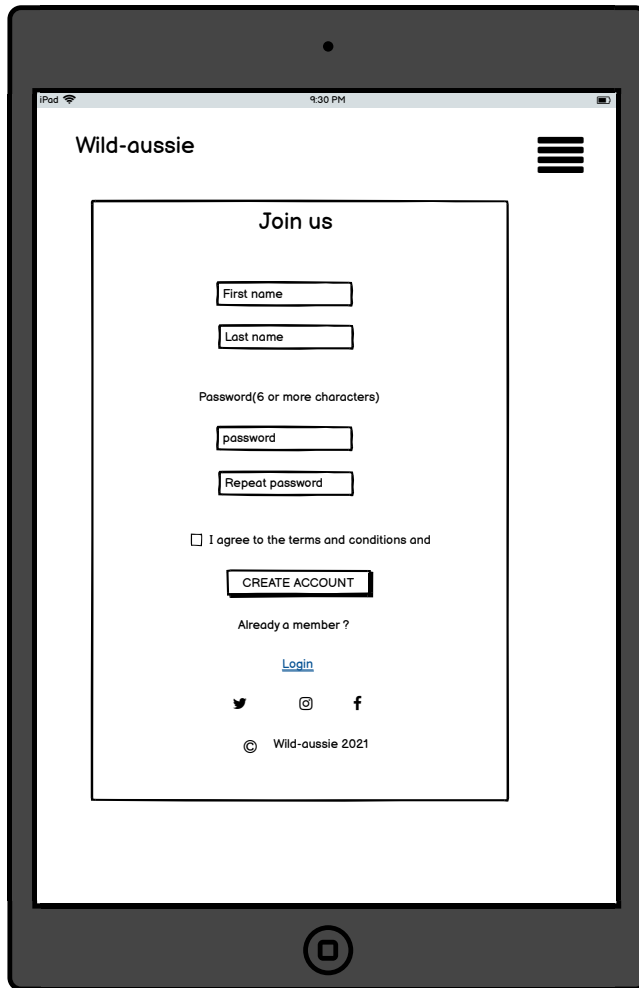 iPad 9:30 PM
Wild-aussie
Join us
First name
Last name
Password(6 or more characters)
password
Repeat password
I agree to the terms and conditions and
CREATE ACCOUNT
Already a member ?
Login
© Wild-aussie 2021